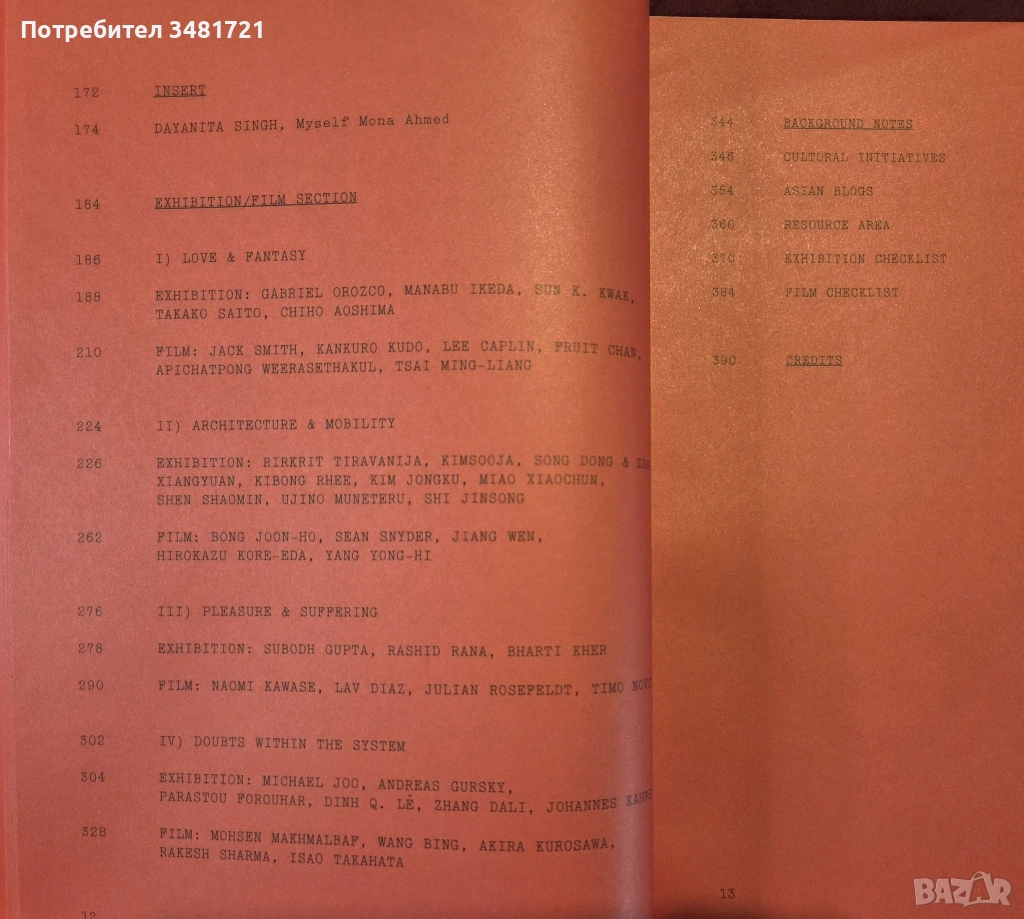 Потребител 3481721
172 INSERT
174 DAYANITA SINGH, Myself Mona Ahmed
184 EXHIBITION/FILM SECTION
186 I) LOVE & FANTASY
188 EXHIBITION: GABRIEL OROZCO, MANABU IKEDA, SUN K. KWAK,
TAKAKO SAITO, CHIHO AOSHIMA
210 FILM: JACK SMITH, KANKURO KUDO, LEE CAPLIN, FRUIT CHAN,
APICHATPONG WEERASETHAKUL, TSAI MING-LIANG
224 II) ARCHITECTURE & MOBILITY
226 EXHIBITION: RIRKRIT TIRAVANIJA, KIMSOOJA, SONG DONG &
XIANGYUAN, KIBONG RHEE, KIM JONGKU, MIAO XIAOCHUN,
SHEN SHAOMIN, UJINO MUNETERU, SHI JINSONG
262 FILM: BONG JOON-HO, SEAN SNYDER, JIANG WEN,
HIROKAZU KORE-EDA, YANG YONG-HI
276 III) PLEASURE & SUFFERING
278 EXHIBITION: SUBODH GUPTA, RASHID RANA, BHARTI KHER
290 FILM: NAOMI KAWASE, LAV DIAZ, JULIAN ROSEFELDT, TIMO
302 IV) DOUBTS WITHIN THE SYSTEM
304 EXHIBITION: MICHAEL JOO, ANDREAS GURSKY,
PARASTOU FOROUHAR, DINH Q. LÊ, ZHANG DALI, JOHANNES
328 FILM: MOHSEN MAKHMALBAF, WANG BING, AKIRA KUROSAWA,
RAKESH SHARMA, ISAO TAKAHATA
12
344 BACKGROUND NOTES
346 CULTURAL INITIATIVES
354 ASIAN BLOGS
360 RESOURCE AREA
370 EXHIBITION CHECKLIST
384 FILM CHECKLIST
390 CREDITS
13
BAZAR